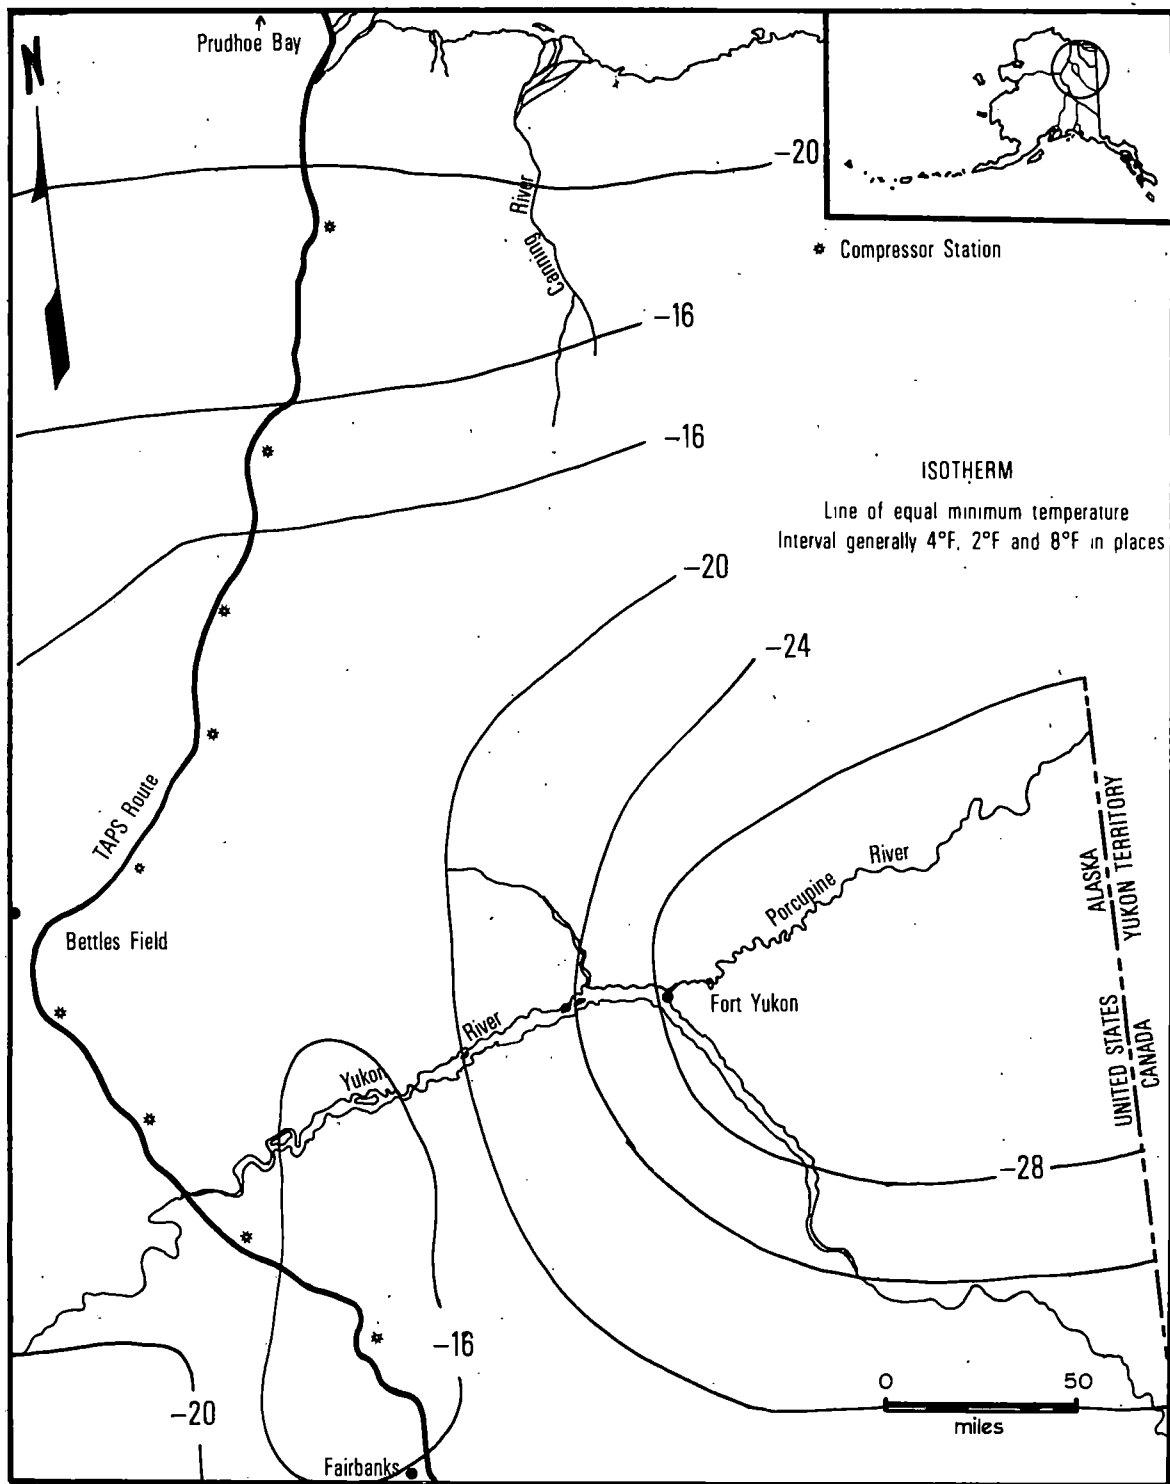 Prudhoe Bay
N
-20
River
Canning
* Compressor Station
-16
-16
ISOTHERM
Line of equal minimum temperature
Interval generally 4°F, 2°F and 8°F in places
-20
-24
TAPS Route
Porcupine River
ALASKA
YUKON TERRITORY
Bettles Field
Fort Yukon
Yukon River
UNITED STATES
CANADA
-28
-16
-20
0 50
miles
Fairbanks